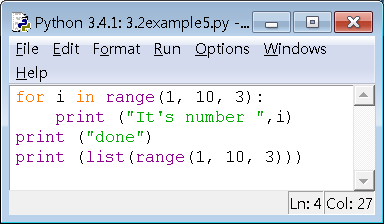 Python 3.4.1: 3.2example5.py -...
File Edit Format Run Options Windows
Help
for i in range(1, 10, 3):
    print ("It's number ",i)
print ("done")
print (list(range(1, 10, 3)))
Ln: 4 Col: 27